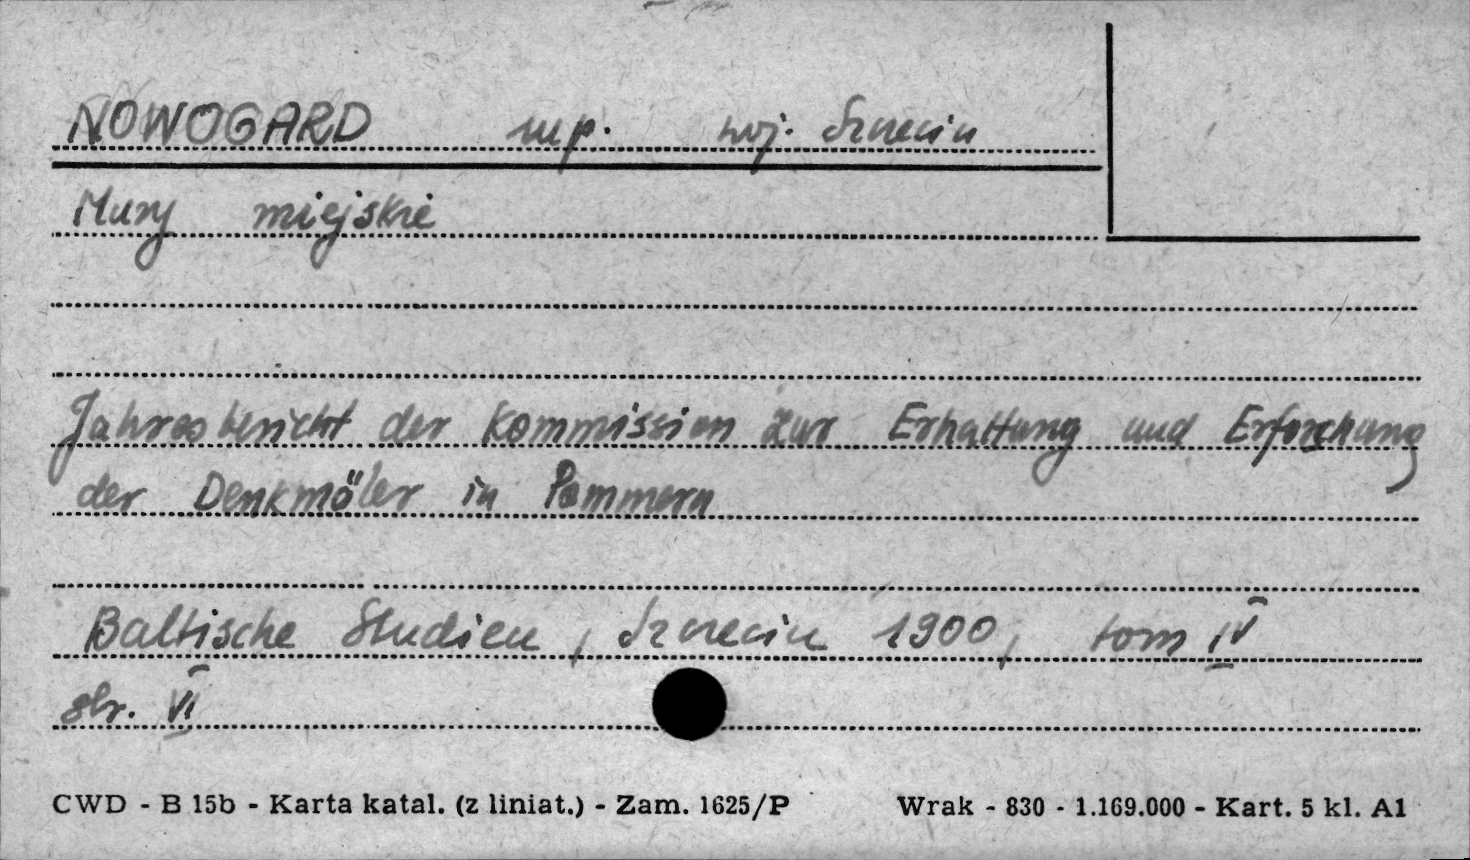 NOWOGARD mp. woj. Szczecin
Mury miejskie
Jahresbericht der Kommission zur Erhaltung und Erforschung
der Denkmäler in Pommern
Baltische Studien, Szczecin 1900, tom IV
str. VI
CWD - B 15b - Karta katal. (z liniat.) - Zam. 1625/P Wrak - 830 - 1.169.000 - Kart. 5 kl. A1